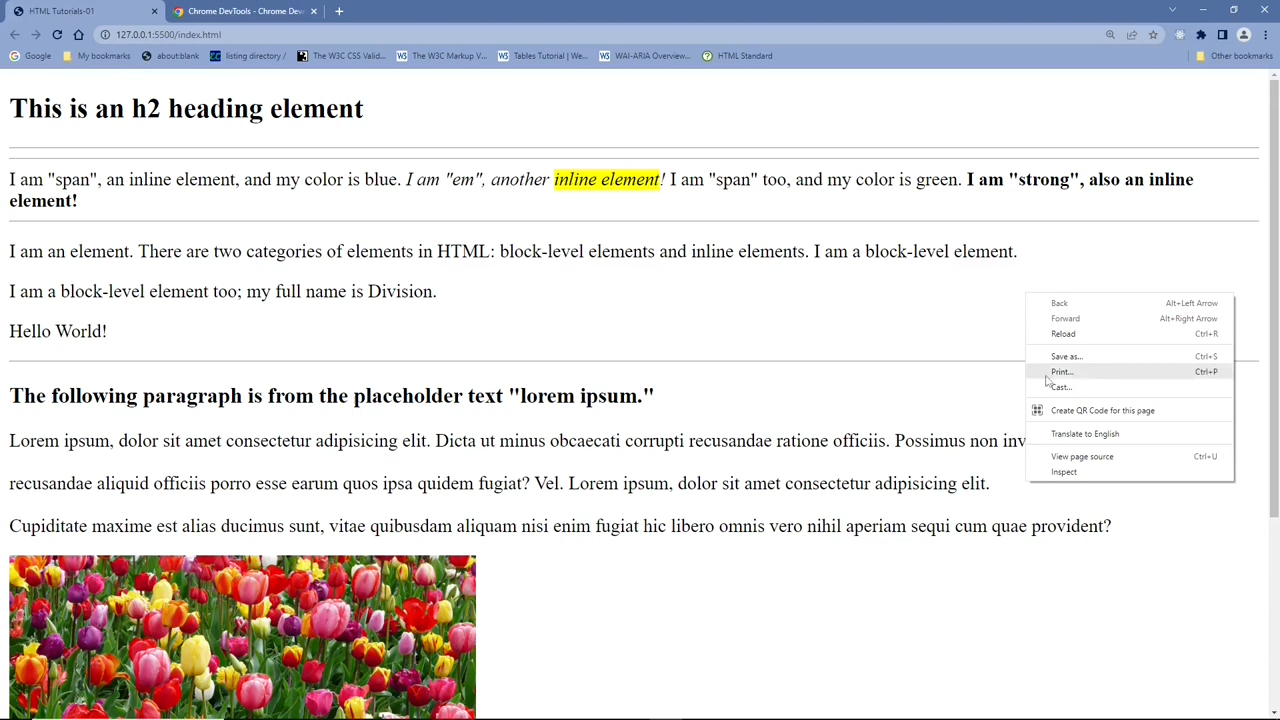 HTML Tutorials-01
Chrome DevTools - Chrome Dev
127.0.0.1:5500/index.html
Google My bookmarks about:blank listing directory / The W3C CSS Valid... The W3C Markup V... Tables Tutorial | We... WAI-ARIA Overview... HTML Standard Other bookmarks
This is an h2 heading element
I am "span", an inline element, and my color is blue. I am "em", another inline element! I am "span" too, and my color is green. I am "strong", also an inline
element!
I am an element. There are two categories of elements in HTML: block-level elements and inline elements. I am a block-level element.
I am a block-level element too; my full name is Division.
Hello World!
Back Alt+Left Arrow
Forward Alt+Right Arrow
Reload Ctrl+R
Save as... Ctrl+S
Print... Ctrl+P
Cast...
Create QR Code for this page
Translate to English
View page source Ctrl+U
Inspect
The following paragraph is from the placeholder text "lorem ipsum."
Lorem ipsum, dolor sit amet consectetur adipisicing elit. Dicta ut minus obcaecati corrupti recusandae ratione officiis. Possimus non inv
recusandae aliquid officiis porro esse earum quos ipsa quidem fugiat? Vel. Lorem ipsum, dolor sit amet consectetur adipisicing elit.
Cupiditate maxime est alias ducimus sunt, vitae quibusdam aliquam nisi enim fugiat hic libero omnis vero nihil aperiam sequi cum quae provident?